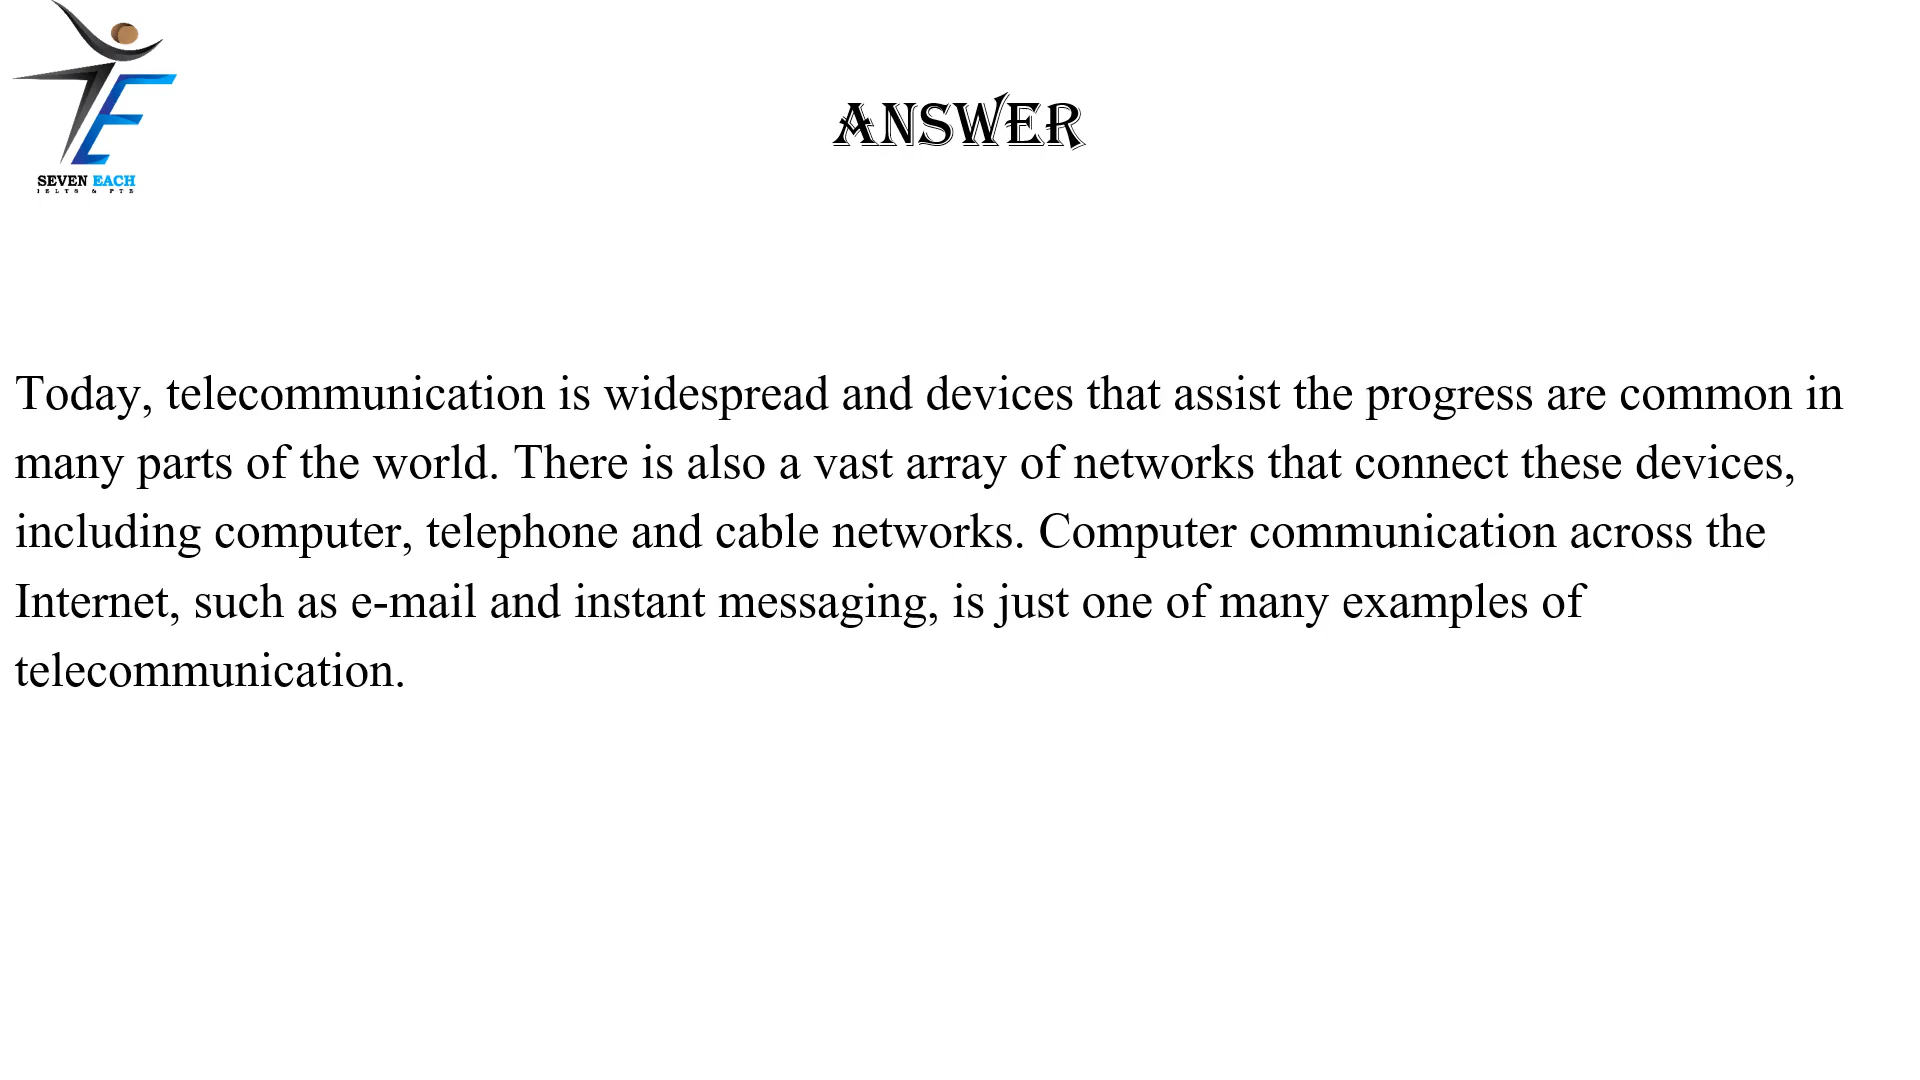 SEVEN EACH
IELTS & PTE
ANSWER
Today, telecommunication is widespread and devices that assist the progress are common in
many parts of the world. There is also a vast array of networks that connect these devices,
including computer, telephone and cable networks. Computer communication across the
Internet, such as e-mail and instant messaging, is just one of many examples of
telecommunication.